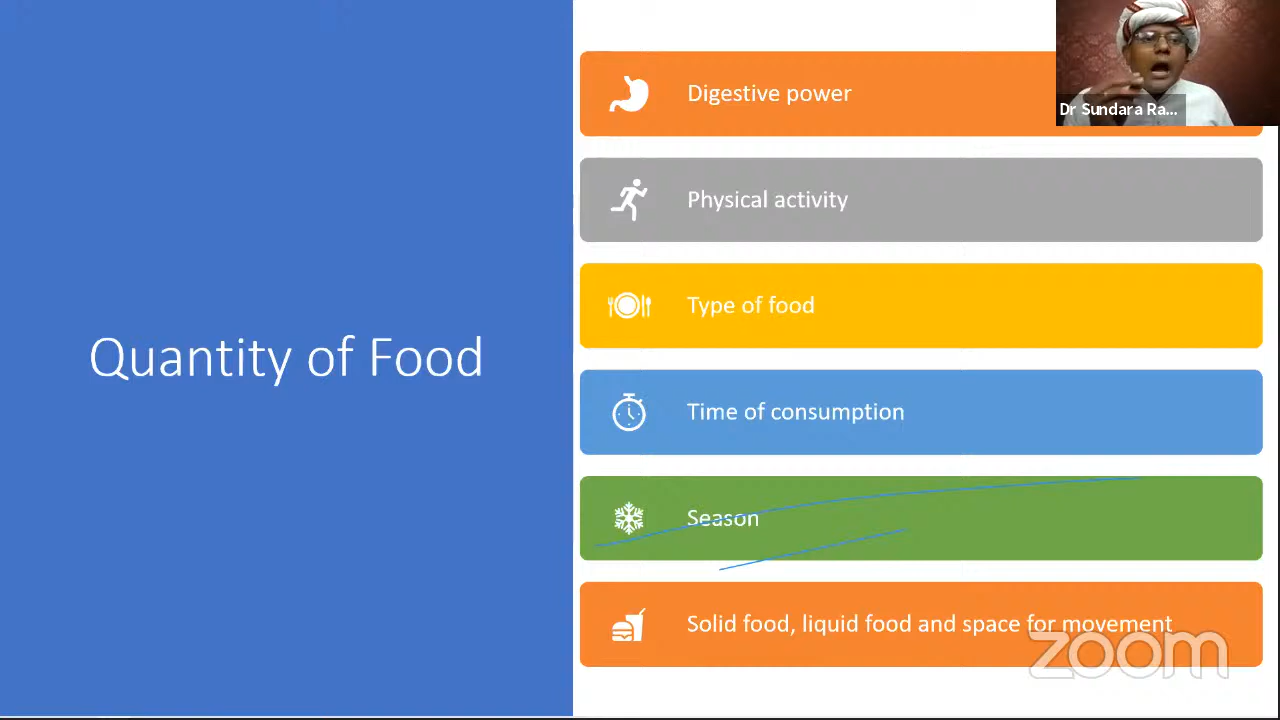 Quantity of Food
Digestive power
Physical activity
Type of food
Time of consumption
Season
Solid food, liquid food and space for movement
Dr Sundara Ra...
zoom